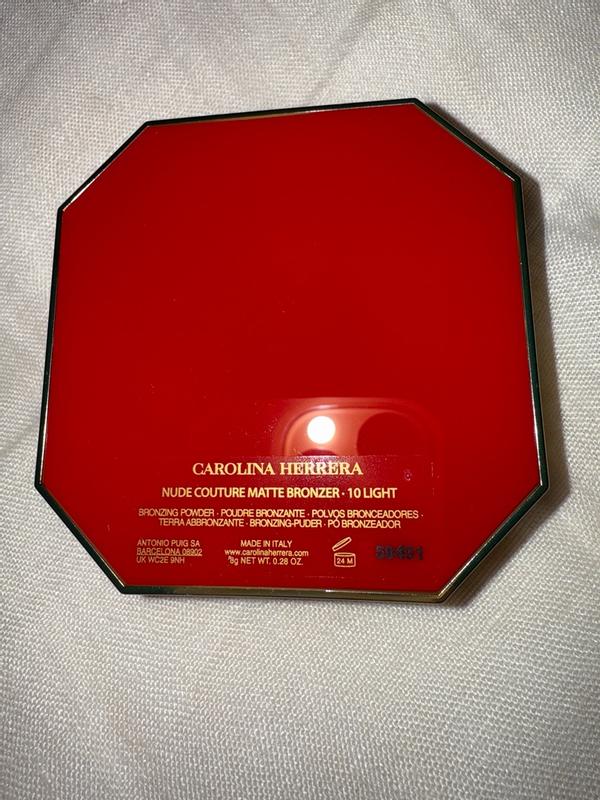 CAROLINA HERRERA
NUDE COUTURE MATTE BRONZER · 10 LIGHT
BRONZING POWDER · POUDRE BRONZANTE · POLVOS BRONCEADORES ·
TERRA ABBRONZANTE · BRONZING-PUDER · PÓ BRONZEADOR
ANTONIO PUIG SA
BARCELONA 08902
UK WC2E 9NH
MADE IN ITALY
www.carolinaherrera.com
8g NET WT. 0.28 OZ.
24 M